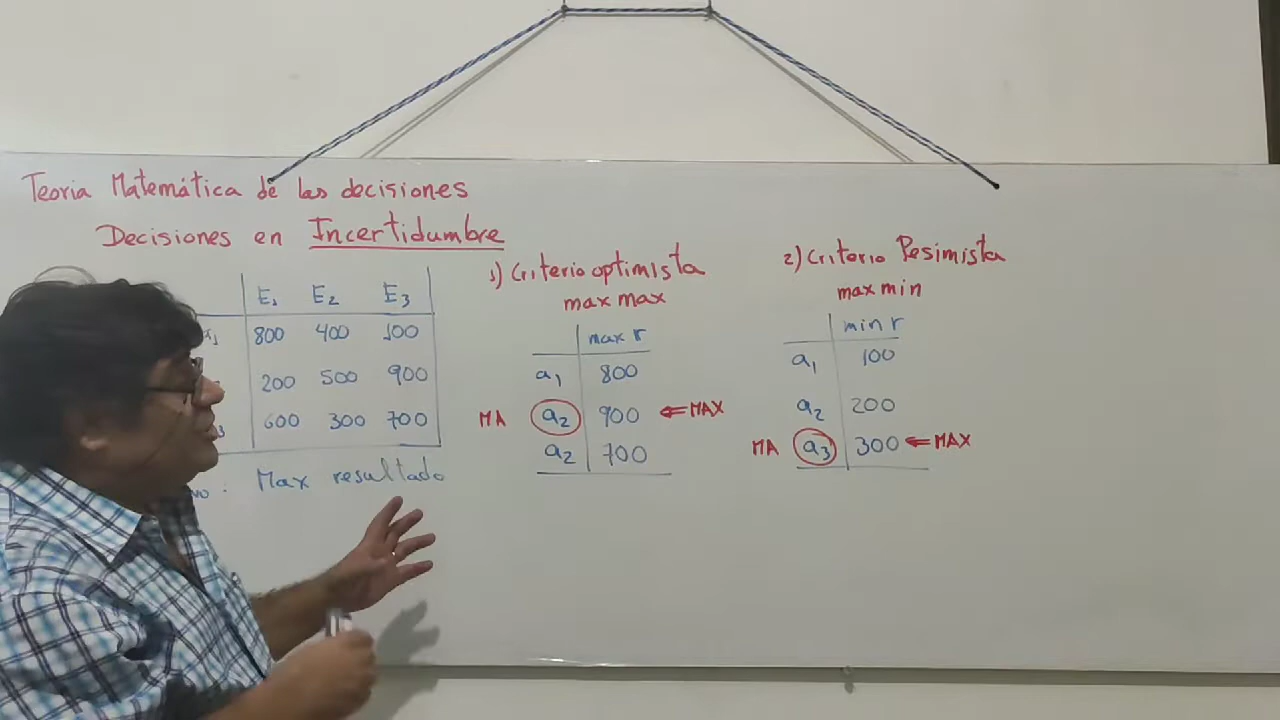 Teoria Matemática de las decisiones
Decisiones en Incertidumbre
E1 E2 E3
800 400 100
200 500 900
600 300 700
: Max resultado
1) Criterio optimista
max max
max r
a1 800
MA a2 900 ⇐ MAX
a2 700
2) Criterio Pesimista
max min
min r
a1 100
a2 200
MA a3 300 ⇐ MAX